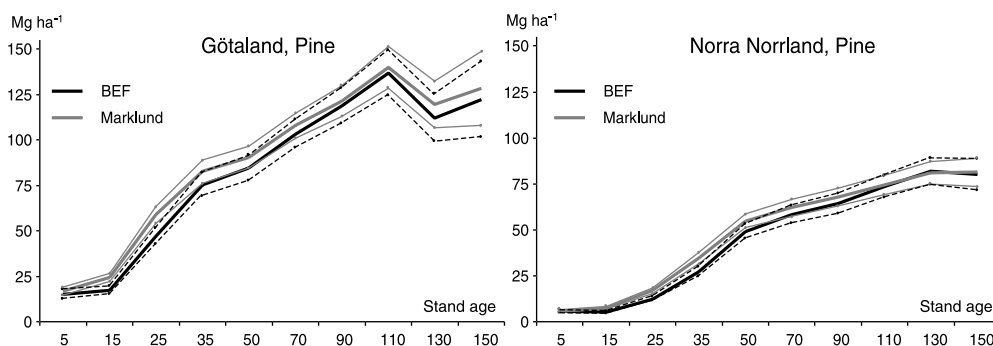 Mg ha⁻¹
Götaland, Pine
150
125
100
75
50
25
0
BEF
Marklund
Stand age
5 15 25 35 50 70 90 110 130 150
Mg ha⁻¹
Norra Norrland, Pine
150
125
100
75
50
25
0
BEF
Marklund
Stand age
5 15 25 35 50 70 90 110 130 150